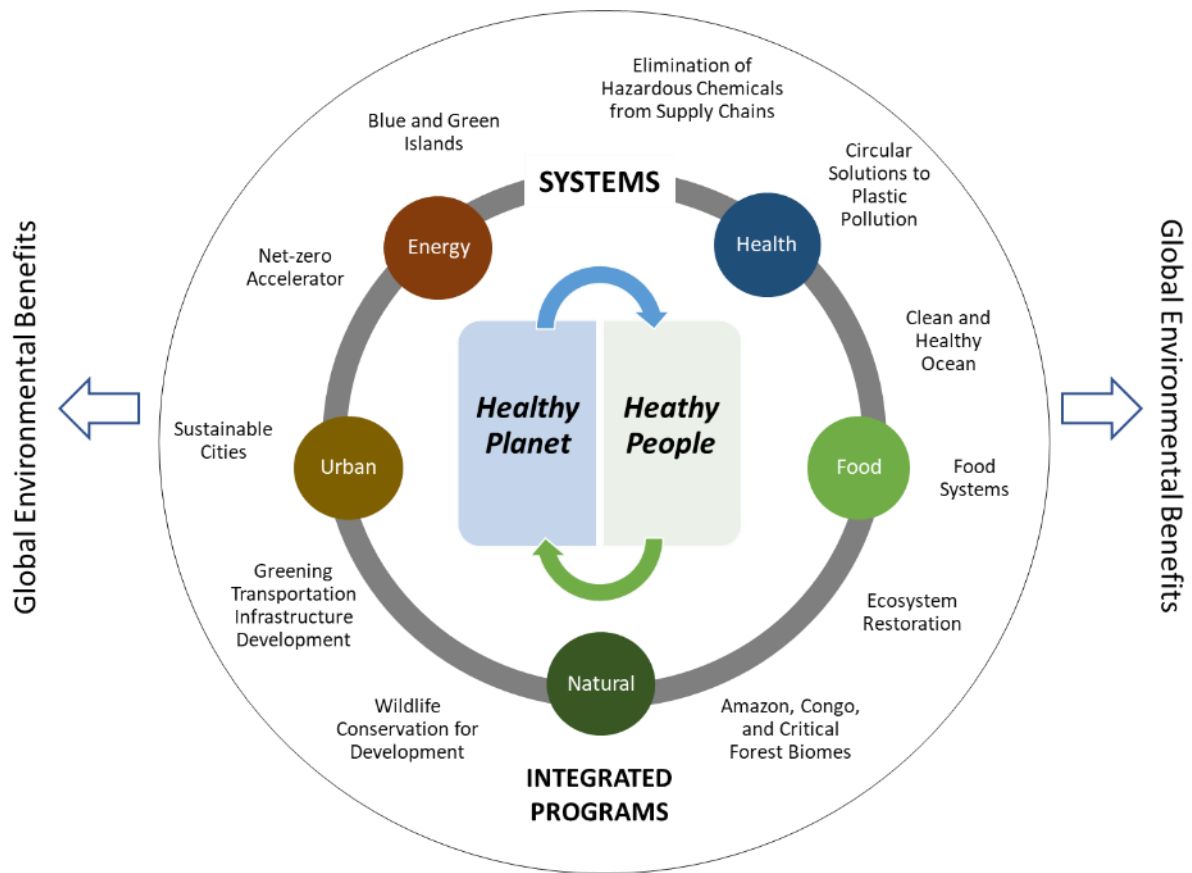 Elimination of
Hazardous Chemicals
from Supply Chains
Blue and Green
Islands
Circular
Solutions to
Plastic
Pollution
SYSTEMS
Energy
Health
Net-zero
Accelerator
Clean and
Healthy
Ocean
Healthy
Planet
Heathy
People
Sustainable
Cities
Urban
Food
Food
Systems
Greening
Transportation
Infrastructure
Development
Ecosystem
Restoration
Natural
Wildlife
Conservation for
Development
Amazon, Congo,
and Critical
Forest Biomes
INTEGRATED
PROGRAMS
Global Environmental Benefits
Global Environmental Benefits